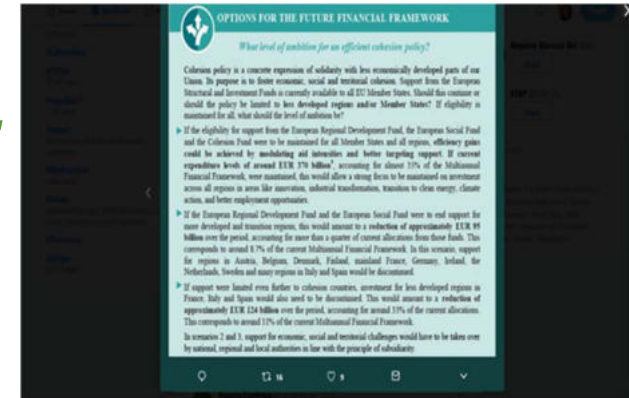 OPTIONS FOR THE FUTURE FINANCIAL FRAMEWORK
What level of ambition for an efficient cohesion policy?
Cohesion policy is a concrete expression of solidarity with less economically developed parts of our
Union. Its purpose is to foster economic, social and territorial cohesion. Support from the European
Structural and Investment Funds is currently available to all EU Member States. Should this continue or
should the policy be limited to less developed regions and/or Member States? If eligibility is
maintained for all, what should the level of ambition be?
If the eligibility for support from the European Regional Development Fund, the European Social Fund
and the Cohesion Fund were to be maintained for all Member States and all regions, efficiency gains
could be achieved by modulating aid intensities and better targeting support. If current
expenditure levels of around EUR 370 billion, accounting for almost 35% of the Multiannual
Financial Framework, were maintained, this would allow a strong focus to be maintained on investment
across all regions in areas like innovation, industrial transformation, transition to clean energy, climate
action, and better employment opportunities.
If the European Regional Development Fund and the European Social Fund were to end support for
more developed and transition regions, this would amount to a reduction of approximately EUR 95
billion over the period, accounting for more than a quarter of current allocations from those funds. This
corresponds to around 8.7% of the current Multiannual Financial Framework. In this scenario, support
for regions in Austria, Belgium, Denmark, Finland, mainland France, Germany, Ireland, the
Netherlands, Sweden and many regions in Italy and Spain would be discontinued.
If support were limited even further to cohesion countries, investment for less developed regions in
France, Italy and Spain would also need to be discontinued. This would amount to a reduction of
approximately EUR 124 billion over the period, accounting for around 33% of the current allocations.
This corresponds to around 11% of the current Multiannual Financial Framework.
In scenarios 2 and 3, support for economic, social and territorial challenges would have to be taken over
by national, regional and local authorities in line with the principle of subsidiarity.
16 9